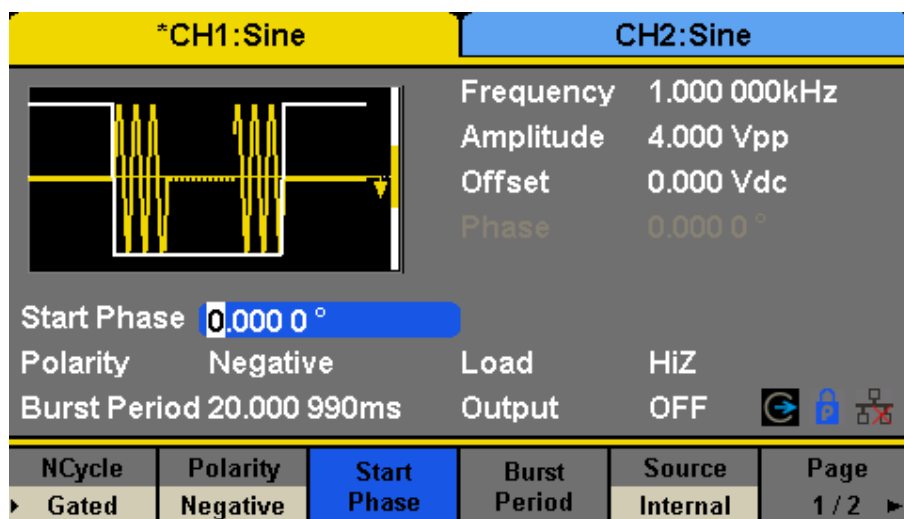 *CH1:Sine CH2:Sine
Frequency 1.000 000kHz
Amplitude 4.000 Vpp
Offset 0.000 Vdc
Phase 0.000 0 °
Start Phase 0.000 0 °
Polarity Negative Load HiZ
Burst Period 20.000 990ms Output OFF
NCycle Polarity Start Phase Burst Period Source Page
Gated Negative Internal 1/2